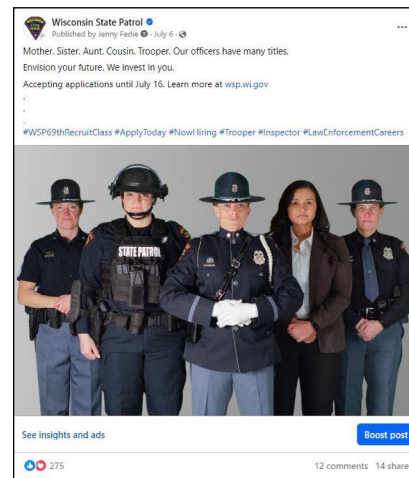 Wisconsin State Patrol
Published by Jenny Fedie · July 6 ·
...
Mother. Sister. Aunt. Cousin. Trooper. Our officers have many titles.
Envision your future. We invest in you.
Accepting applications until July 16. Learn more at wsp.wi.gov
.
.
.
#WSP69thRecruitClass #ApplyToday #NowHiring #Trooper #Inspector #LawEnforcementCareers
STATE PATROL
See insights and ads
Boost post
275
12 comments 14 share